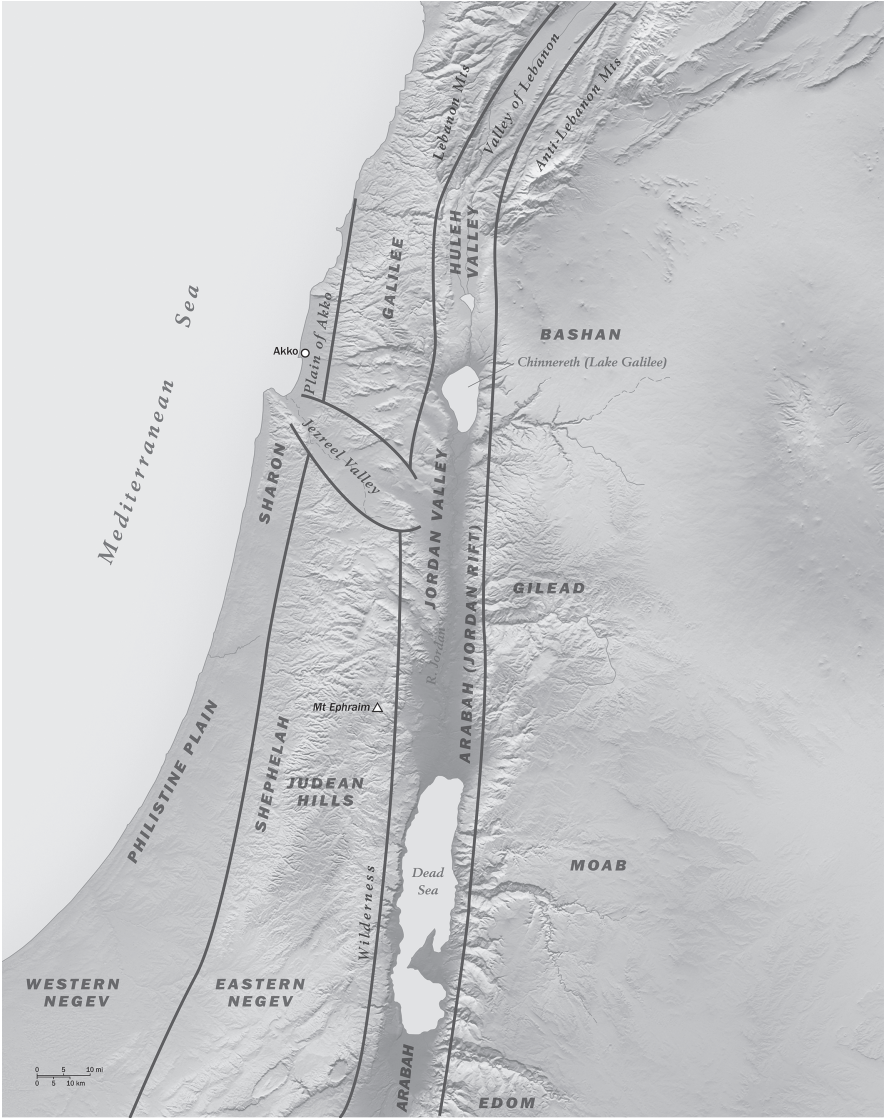 Lebanon Mts
Valley of Lebanon
Anti-Lebanon Mts
HULEH
VALLEY
GALILEE
Mediterranean Sea
Plain of Akko
Akko
BASHAN
Chinnereth (Lake Galilee)
Jezreel Valley
SHARON
JORDAN VALLEY
ARABAH (JORDAN RIFT)
R. Jordan
GILEAD
Mt Ephraim
PHILISTINE PLAIN
SHEPHELAH
JUDEAN
HILLS
Dead
Sea
MOAB
Wilderness
WESTERN
NEGEV
EASTERN
NEGEV
0 5 10 mi
0 5 10 km
ARABAH
EDOM